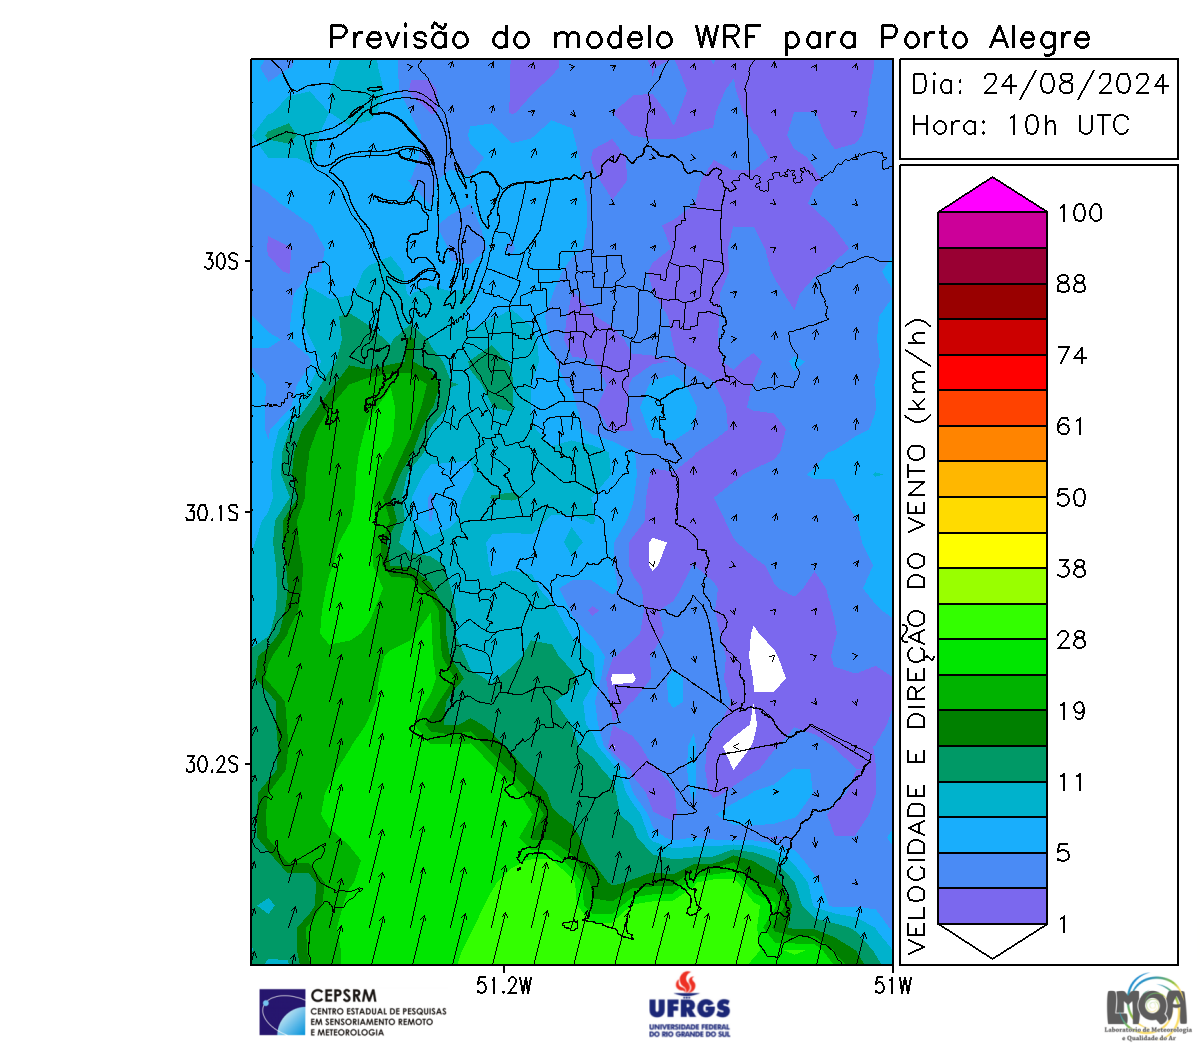 Previsão do modelo WRF para Porto Alegre
Dia: 24/08/2024
Hora: 10h UTC
100
88
74
61
50
38
28
19
11
5
1
VELOCIDADE E DIREÇÃO DO VENTO (km/h)
30S
30.1S
30.2S
51.2W
51W
CEPSRM
CENTRO ESTADUAL DE PESQUISAS
EM SENSORIAMENTO REMOTO
E METEOROLOGIA
UFRGS
UNIVERSIDADE FEDERAL
DO RIO GRANDE DO SUL
LMQA
Laboratório de Meteorologia
e Qualidade do Ar